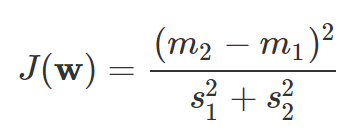 J(𝐰) = (m₂ − m₁)² / (s₁² + s₂²)